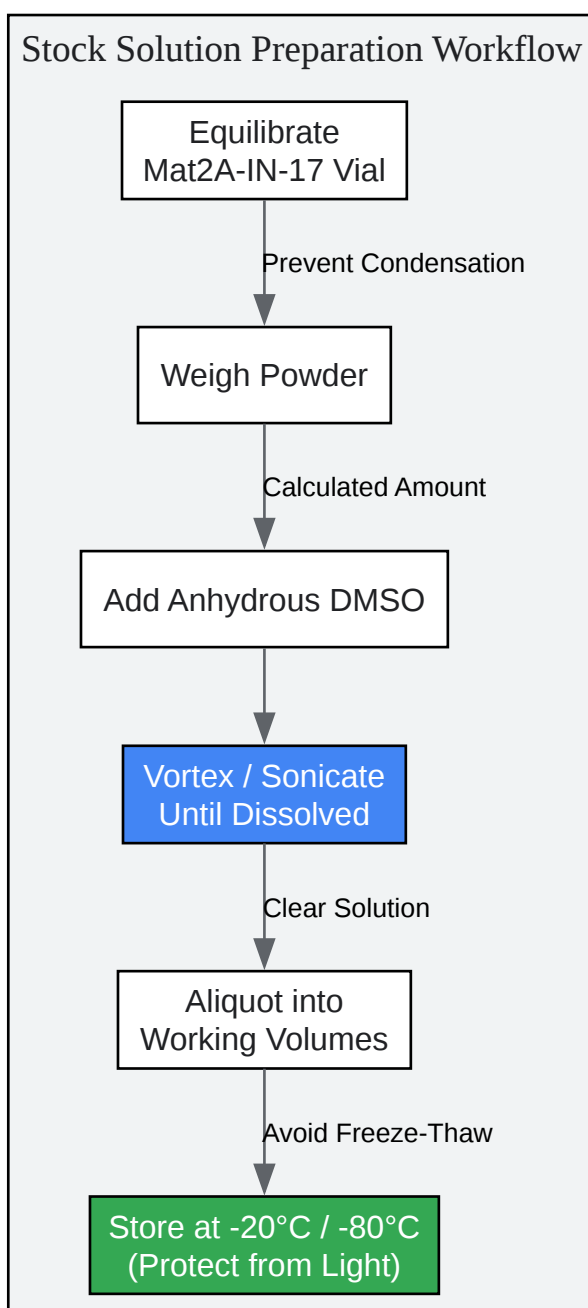 Stock Solution Preparation Workflow
Equilibrate
Mat2A-IN-17 Vial
Prevent Condensation
Weigh Powder
Calculated Amount
Add Anhydrous DMSO
Vortex / Sonicate
Until Dissolved
Clear Solution
Aliquot into
Working Volumes
Avoid Freeze-Thaw
Store at -20°C / -80°C
(Protect from Light)